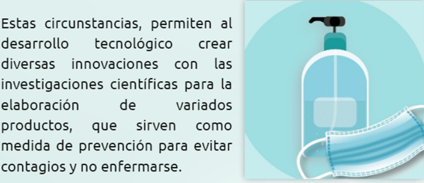 Estas circunstancias, permiten al
desarrollo tecnológico crear
diversas innovaciones con las
investigaciones científicas para la
elaboración de variados
productos, que sirven como
medida de prevención para evitar
contagios y no enfermarse.